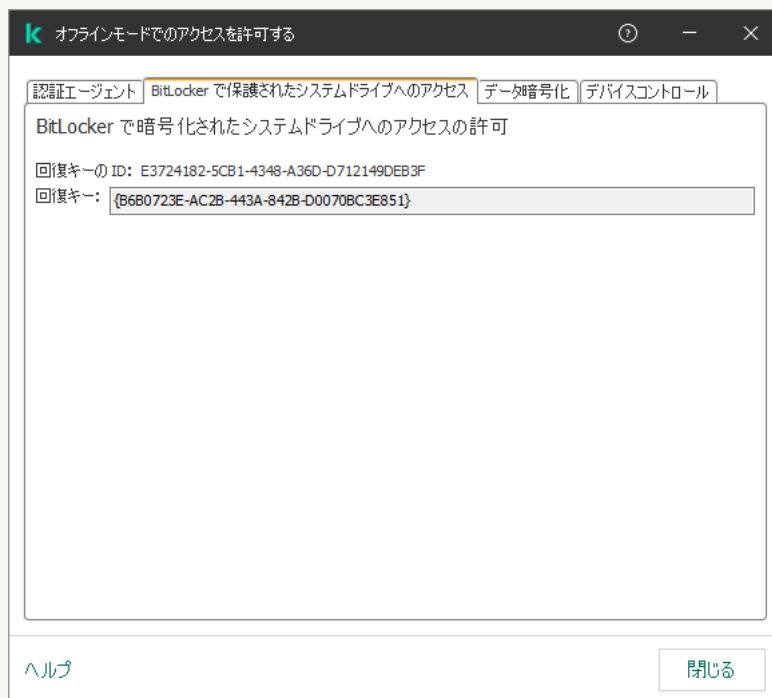 オフラインモードでのアクセスを許可する
認証エージェント BitLocker で保護されたシステムドライブへのアクセス データ暗号化 デバイスコントロール
BitLocker で暗号化されたシステムドライブへのアクセスの許可
回復キーの ID: E3724182-5CB1-4348-A36D-D712149DEB3F
回復キー: {B6B0723E-AC2B-443A-842B-D0070BC3E851}
ヘルプ 閉じる